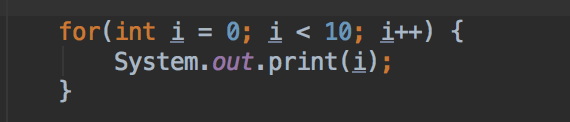 for(int i = 0; i < 10; i++) {
    System.out.print(i);
}